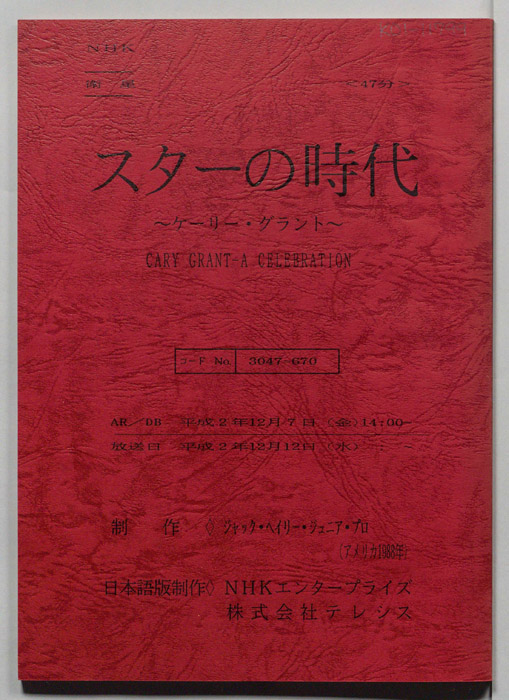 NHK
衛星
<47分>
スターの時代
～ケーリー・グラント～
CARY GRANT-A CELEBRATION
コード No. 3047-670
AR/DB 平成2年12月7日(金)14:00-
放送日 平成2年12月12日(水)
制作◇ジャック・ヘイリー・ジュニア・プロ
(アメリカ1988年)
日本語版制作◇NHKエンタープライズ
株式会社テレシス